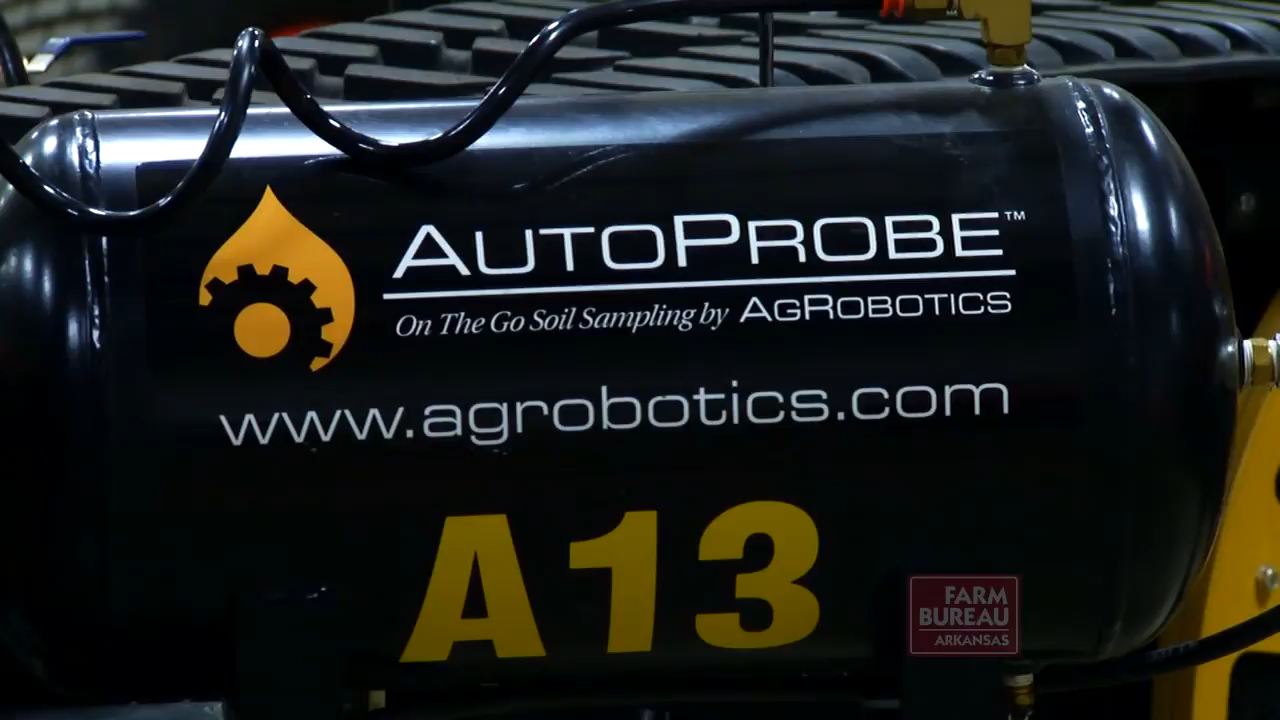 AUTOPROBE™
On The Go Soil Sampling by AGROBOTICS
www.agrobotics.com
A13
FARM
BUREAU
ARKANSAS